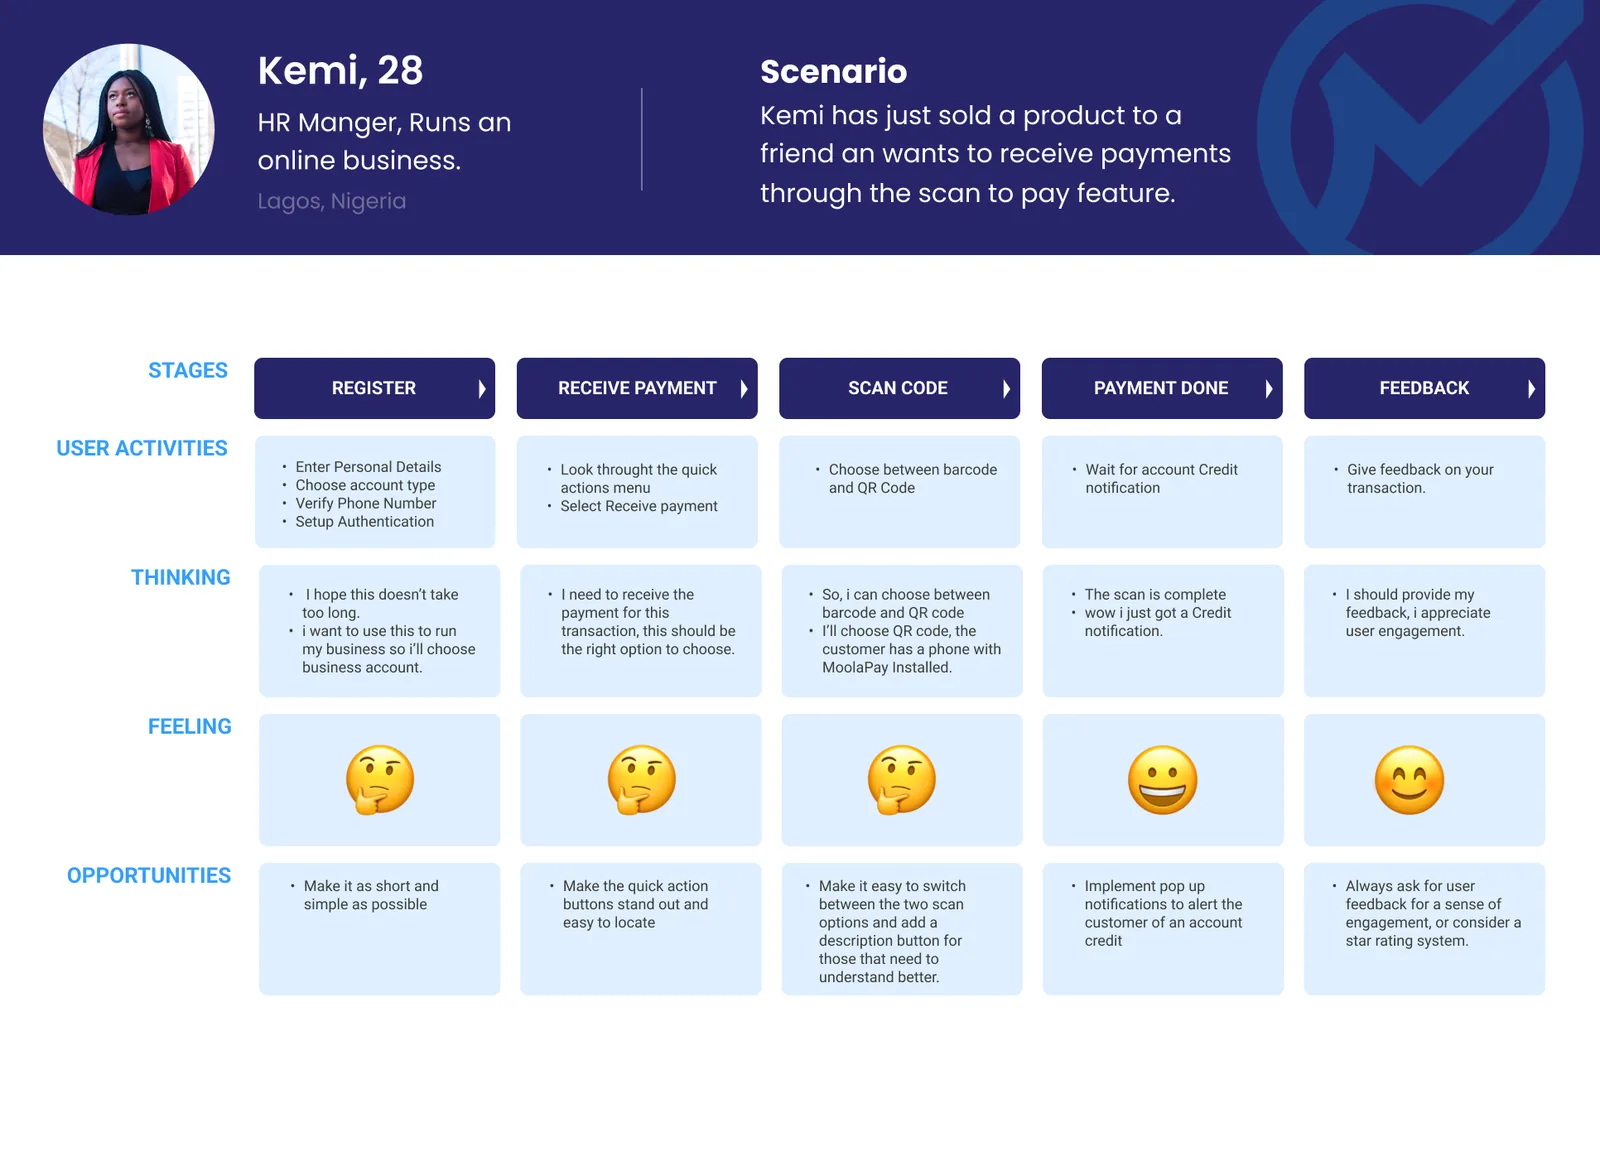 Kemi, 28
HR Manger, Runs an
online business.
Lagos, Nigeria
Scenario
Kemi has just sold a product to a
friend an wants to receive payments
through the scan to pay feature.
STAGES
REGISTER
RECEIVE PAYMENT
SCAN CODE
PAYMENT DONE
FEEDBACK
USER ACTIVITIES
• Enter Personal Details
• Choose account type
• Verify Phone Number
• Setup Authentication
• Look throught the quick
actions menu
• Select Receive payment
• Choose between barcode
and QR Code
• Wait for account Credit
notification
• Give feedback on your
transaction.
THINKING
• I hope this doesn’t take
too long.
• i want to use this to run
my business so i’ll choose
business account.
• I need to receive the
payment for this
transaction, this should be
the right option to choose.
• So, i can choose between
barcode and QR code
• I’ll choose QR code, the
customer has a phone with
MoolaPay Installed.
• The scan is complete
• wow i just got a Credit
notification.
• I should provide my
feedback, i appreciate
user engagement.
FEELING
OPPORTUNITIES
• Make it as short and
simple as possible
• Make the quick action
buttons stand out and
easy to locate
• Make it easy to switch
between the two scan
options and add a
description button for
those that need to
understand better.
• Implement pop up
notifications to alert the
customer of an account
credit
• Always ask for user
feedback for a sense of
engagement, or consider a
star rating system.